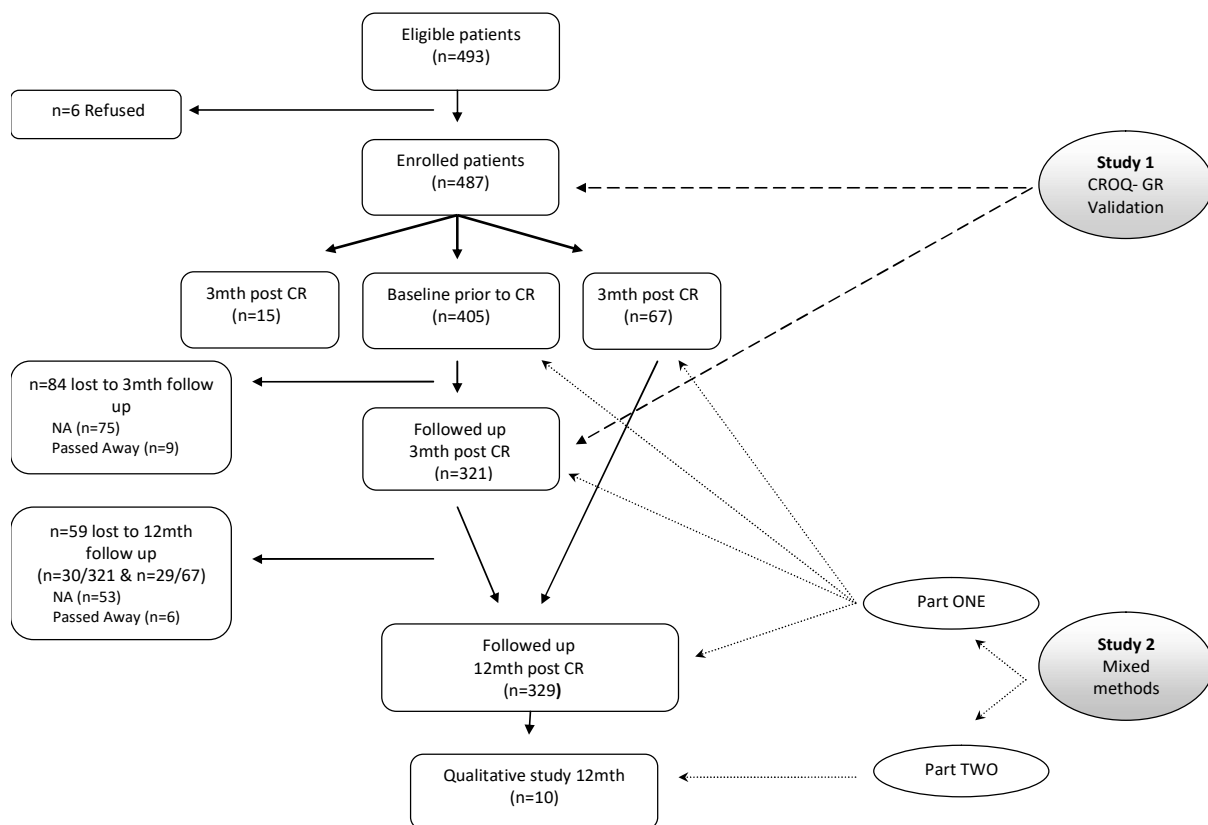 Eligible patients
(n=493)
n=6 Refused
Enrolled patients
(n=487)
Study 1
CROQ- GR
Validation
3mth post CR
(n=15)
Baseline prior to CR
(n=405)
3mth post CR
(n=67)
n=84 lost to 3mth follow
up
NA (n=75)
Passed Away (n=9)
Followed up
3mth post CR
(n=321)
n=59 lost to 12mth
follow up
(n=30/321 & n=29/67)
NA (n=53)
Passed Away (n=6)
Part ONE
Followed up
12mth post CR
(n=329)
Study 2
Mixed
methods
Qualitative study 12mth
(n=10)
Part TWO